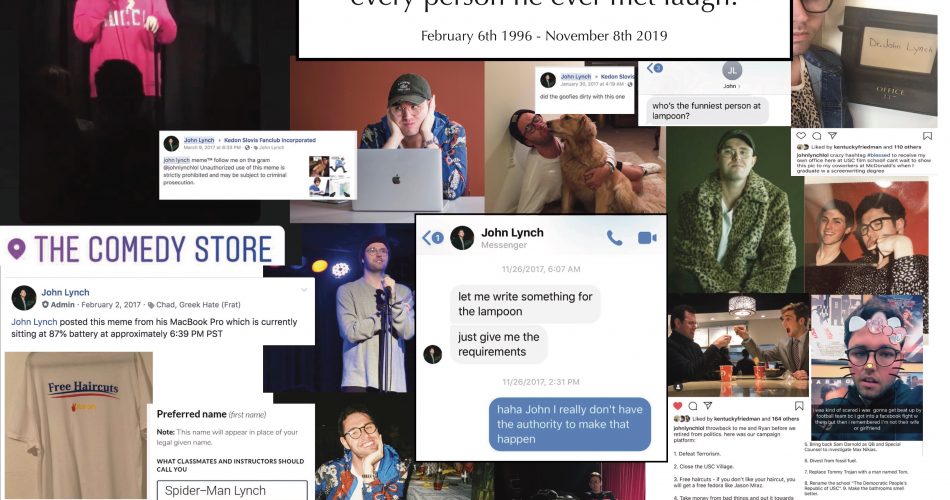 every person he ever met laugh.
February 6th 1996 - November 8th 2019
GUCCI
Dr. John Lynch
OFFICE
John Lynch ▸ Kedon Slovis
January 30, 2017 at 4:19 AM
did the goofies dirty with this one
3
JL
John
who's the funniest person at
lampoon?
John Lynch ▸ Kedon Slovis Fanclub Incorporated
March 9, 2017 at 8:33 PM · John Lynch
john lynch meme™ follow me on the gram
@johnlynchlol Unauthorized use of this meme is
strictly prohibited and may be subject to criminal
prosecution.
Liked by kentuckyfriedman and 110 others
johnlynchlol crazy hashtag #blessed to receive my
own office here at USC film school! cant wait to show
this pic to my coworkers at McDonald's when I
graduate w a screenwriting degree
THE COMEDY STORE
John Lynch
Admin · February 2, 2017 · Chad, Greek Hate (Frat)
John Lynch posted this meme from his MacBook Pro which is currently
sitting at 87% battery at approximately 6:39 PM PST
1
John Lynch
Messenger
11/26/2017, 6:07 AM
let me write something for
the lampoon
just give me the
requirements
11/26/2017, 2:31 PM
haha John I really don't have
the authority to make that
happen
Free Haircuts
Preferred name (first name)
Note: This name will appear in place of your
legal given name.
WHAT CLASSMATES AND INSTRUCTORS SHOULD
CALL YOU
Spider-Man Lynch
Liked by kentuckyfriedman and 164 others
johnlynchlol throwback to me and Ryan before we
retired from politics. here was our campaign
platform:
1. Defeat Terrorism.
2. Close the USC Village.
3. Free haircuts - if you don't like your haircut, you
will get a free fedora like Jason Mraz.
4. Take money from bad things and put it towards
i was kind of scared i was gonna get beat up by
football team bc i got into a facebook fight w
them but then i remembered i'm not their wife
or girlfriend
5. Bring back Sam Darnold as QB and Special
Counsel to investigate Max Nikias.
6. Divest from fossil fuel.
7. Replace Tommy Trojan with a man named Tom.
8. Rename the school "The Democratic People's
Republic of USC" 9. Make the bathrooms smell
better.